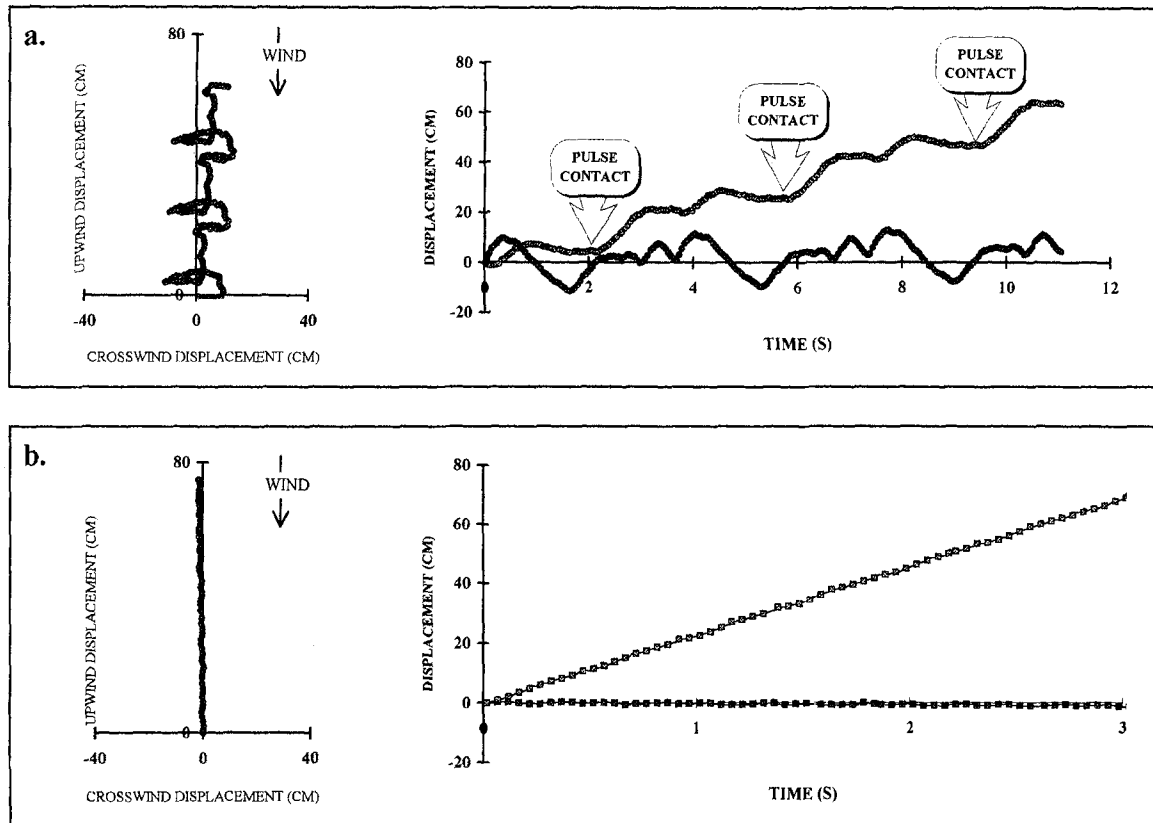 a.
80
WIND
UPWIND DISPLACEMENT (CM)
0
-40
0
40
CROSSWIND DISPLACEMENT (CM)
80
60
40
20
0
-20
DISPLACEMENT (CM)
PULSE
CONTACT
PULSE
CONTACT
PULSE
CONTACT
0
2
4
6
8
10
12
TIME (S)
b.
80
WIND
UPWIND DISPLACEMENT (CM)
0
-40
0
40
CROSSWIND DISPLACEMENT (CM)
80
60
40
20
0
-20
DISPLACEMENT (CM)
0
1
2
3
TIME (S)